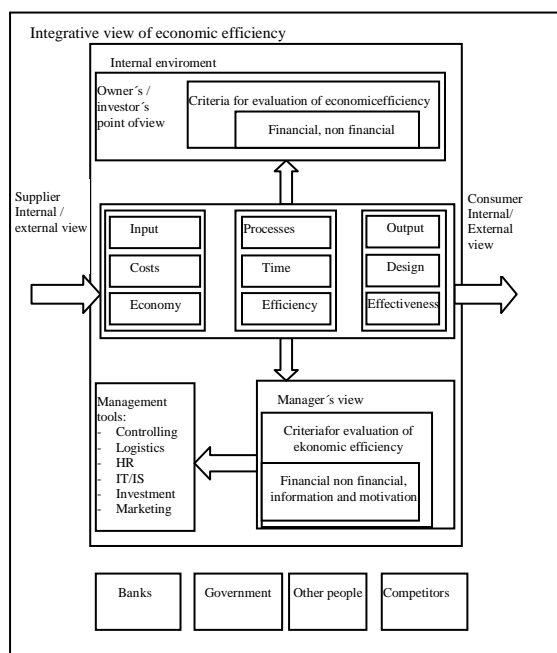 Integrative view of economic efficiency
Internal enviroment
Owner´s /
investor´s
point ofview
Criteria for evaluation of economicefficiency
Financial, non financial
Supplier
Internal /
external view
Consumer
Internal/
External
view
Input
Costs
Economy
Processes
Time
Efficiency
Output
Design
Effectiveness
Management
tools:
- Controlling
- Logistics
- HR
- IT/IS
- Investment
- Marketing
Manager´s view
Criteriafor evaluation of
ekonomic efficiency
Financial non financial,
information and motivation
Banks
Government
Other people
Competitors